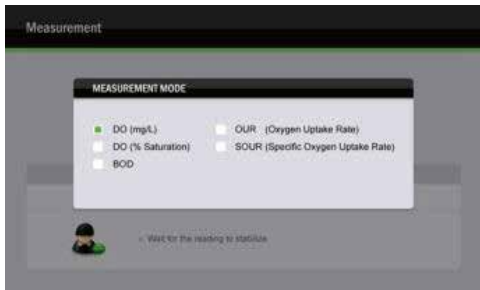 Measurement
MEASUREMENT MODE
DO (mg/L)
DO (% Saturation)
BOD
OUR (Oxygen Uptake Rate)
SOUR (Specific Oxygen Uptake Rate)
Wait for the reading to stabilize